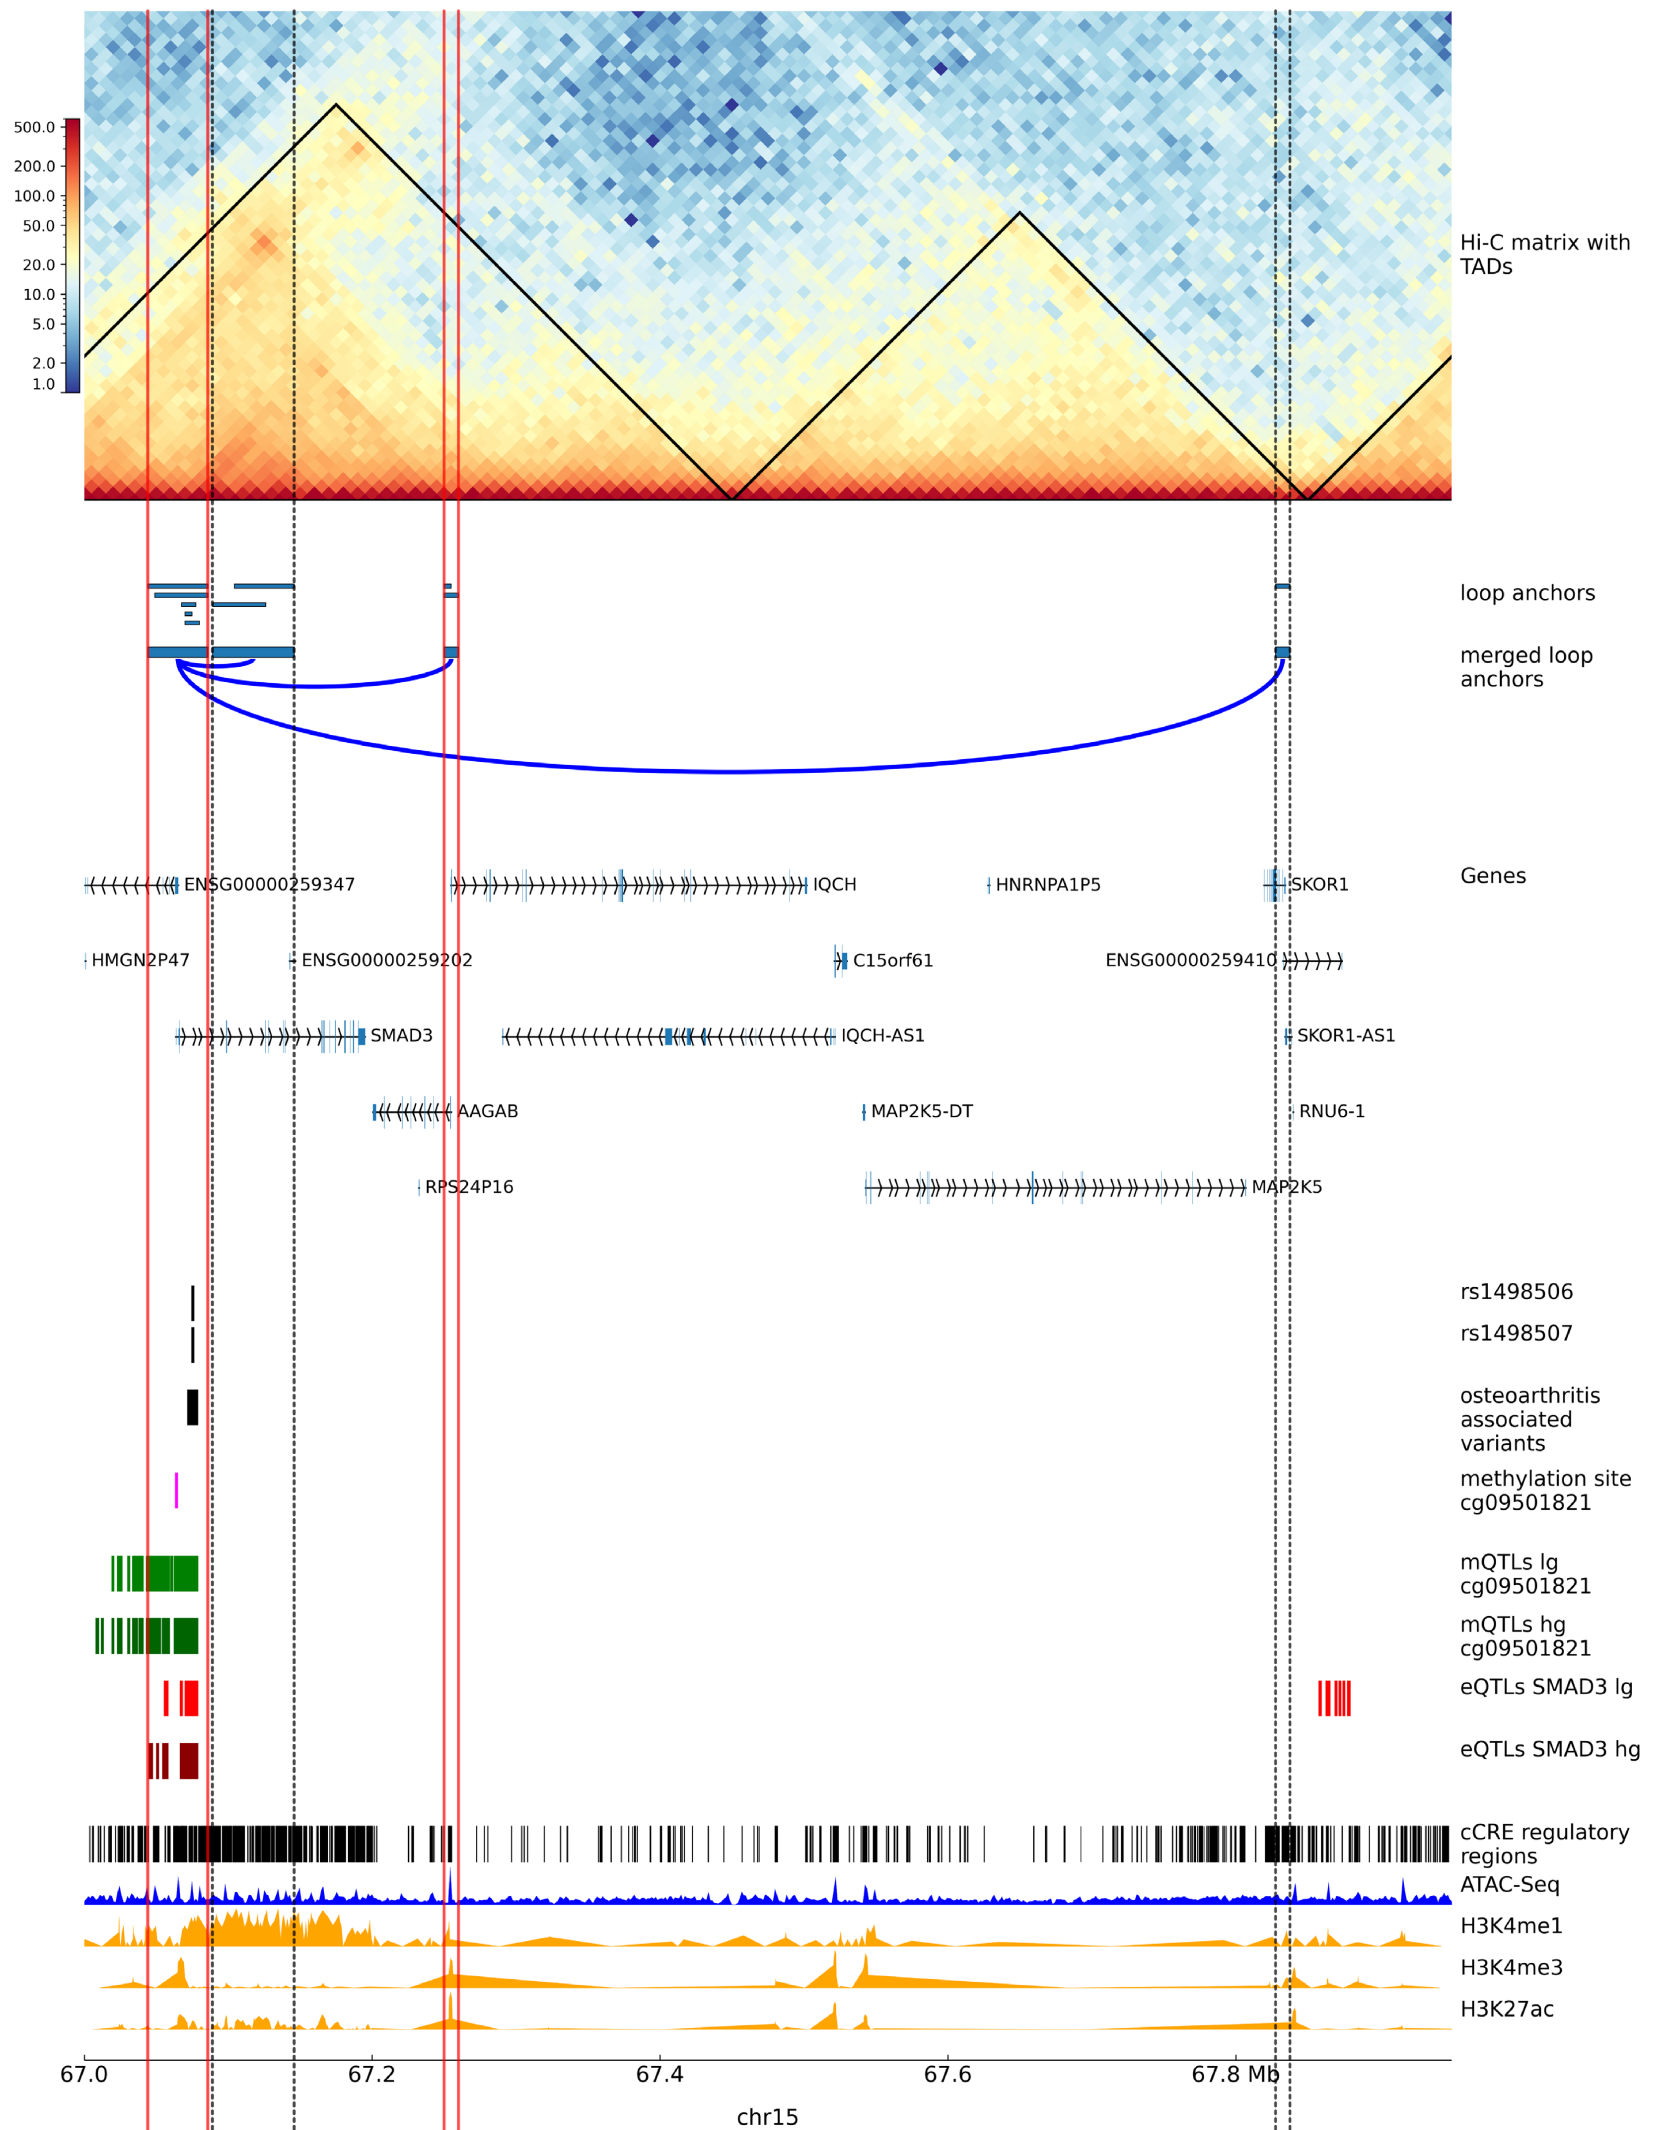 500.0
200.0
100.0
50.0
20.0
10.0
5.0
2.0
1.0
Hi-C matrix with
TADs
loop anchors
merged loop
anchors
Genes
ENSG00000259347
IQCH
HNRNPA1P5
SKOR1
HMGN2P47
ENSG00000259202
C15orf61
ENSG00000259410
SMAD3
IQCH-AS1
SKOR1-AS1
AAGAB
MAP2K5-DT
RNU6-1
RPS24P16
MAP2K5
rs1498506
rs1498507
osteoarthritis
associated
variants
methylation site
cg09501821
mQTLs lg
cg09501821
mQTLs hg
cg09501821
eQTLs SMAD3 lg
eQTLs SMAD3 hg
cCRE regulatory
regions
ATAC-Seq
H3K4me1
H3K4me3
H3K27ac
67.0 67.2 67.4 67.6 67.8 Mb
chr15